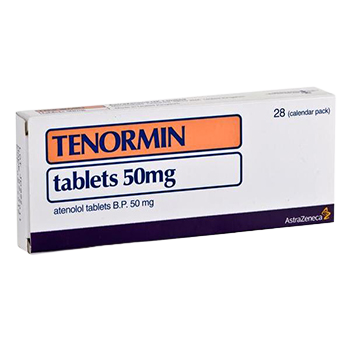 28 (calendar pack)
TENORMIN
tablets 50mg
atenolol tablets B.P. 50 mg
AstraZeneca